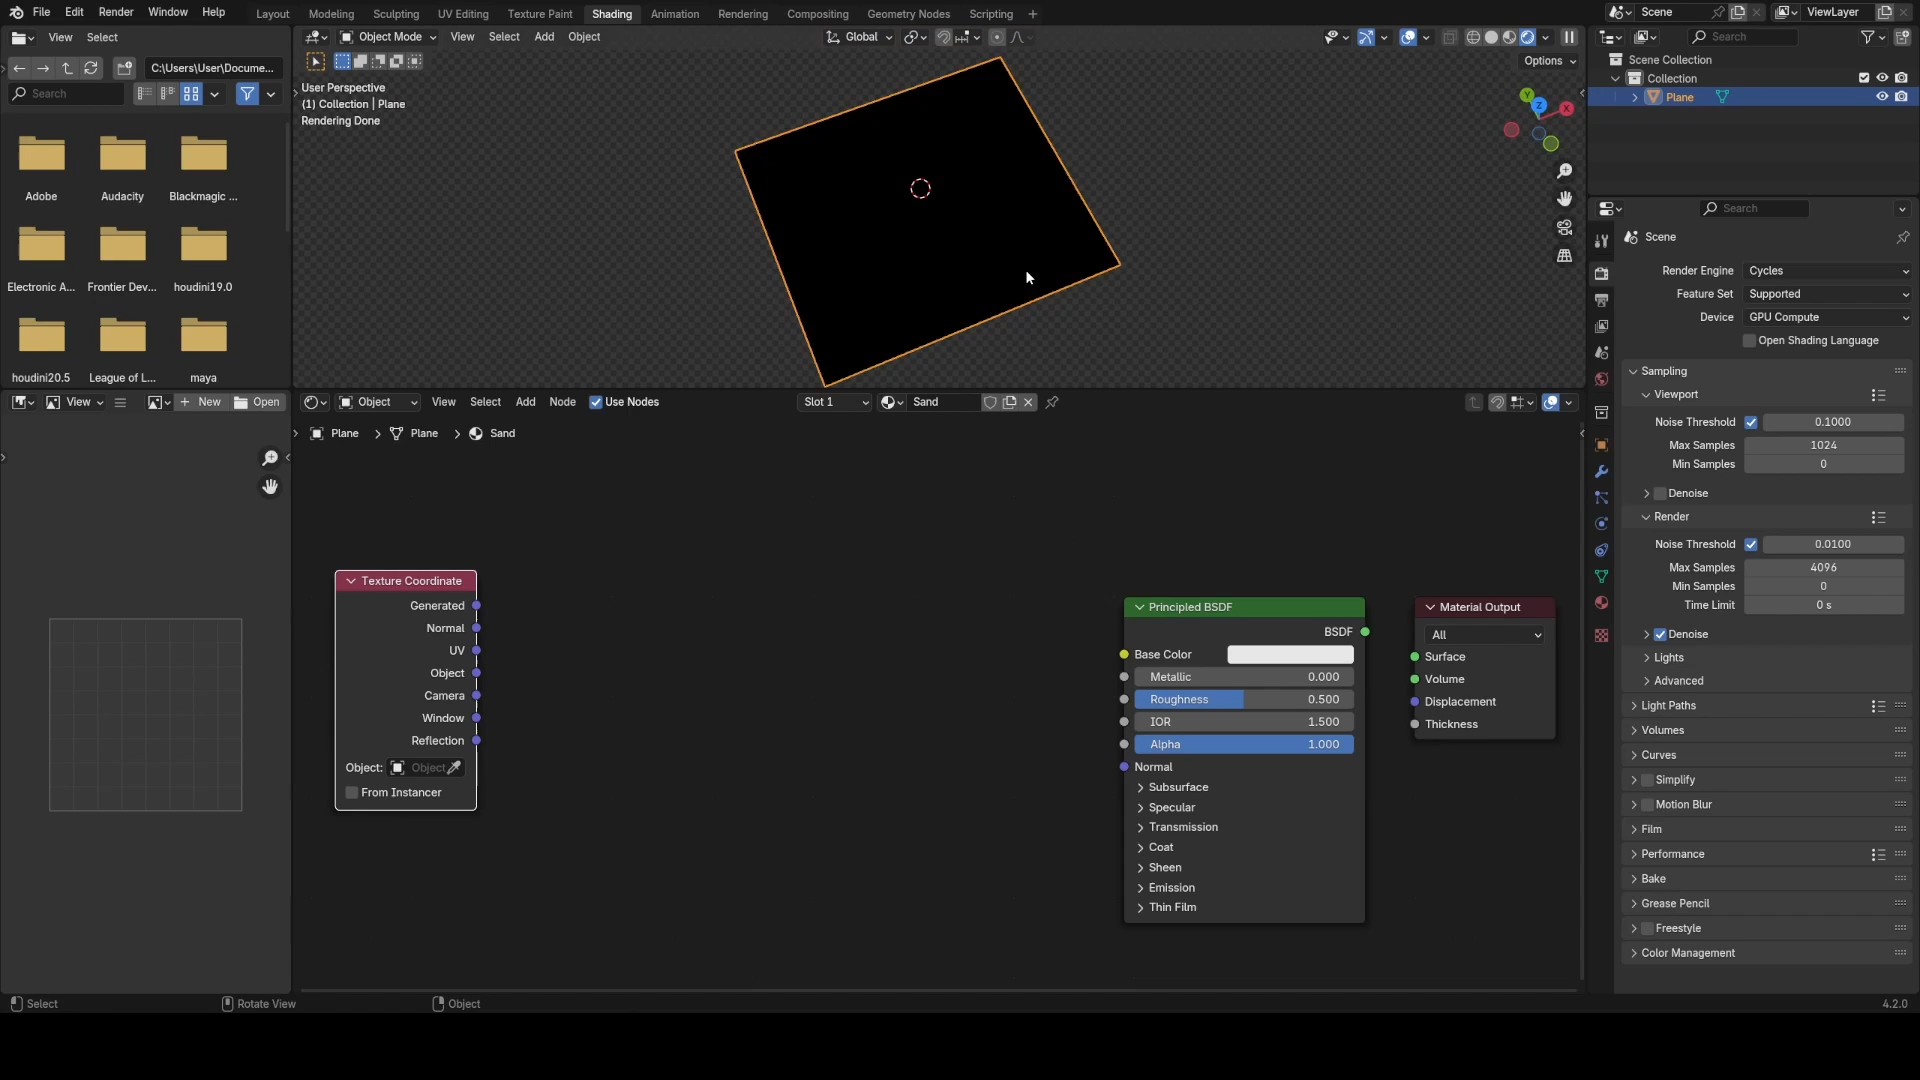 File Edit Render Window Help
Layout Modeling Sculpting UV Editing Texture Paint Shading Animation Rendering Compositing Geometry Nodes Scripting +
Scene
ViewLayer
View Select
C:\Users\User\Docume...
Search
Adobe Audacity Blackmagic ...
Electronic A... Frontier Dev... houdini19.0
houdini20.5 League of L... maya
Object Mode View Select Add Object
Global
Options
User Perspective
(1) Collection | Plane
Rendering Done
Y
Z
X
Search
Scene Collection
Collection
Plane
Search
Scene
Render Engine Cycles
Feature Set Supported
Device GPU Compute
Open Shading Language
Sampling
Viewport
Noise Threshold 0.1000
Max Samples 1024
Min Samples 0
Denoise
Render
Noise Threshold 0.0100
Max Samples 4096
Min Samples 0
Time Limit 0 s
Denoise
Lights
Advanced
Light Paths
Volumes
Curves
Simplify
Motion Blur
Film
Performance
Bake
Grease Pencil
Freestyle
Color Management
View
New
Open
Object View Select Add Node Use Nodes
Slot 1
Sand
Plane > Plane > Sand
Texture Coordinate
Generated
Normal
UV
Object
Camera
Window
Reflection
Object: Object
From Instancer
Principled BSDF
BSDF
Base Color
Metallic 0.000
Roughness 0.500
IOR 1.500
Alpha 1.000
Normal
Subsurface
Specular
Transmission
Coat
Sheen
Emission
Thin Film
Material Output
All
Surface
Volume
Displacement
Thickness
Select
Rotate View
Object
4.2.0